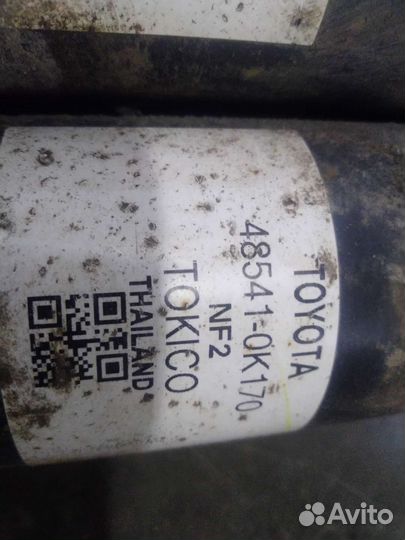 TOYOTA
48541-0K170
NF2
TOKICO
THAILAND
Avito